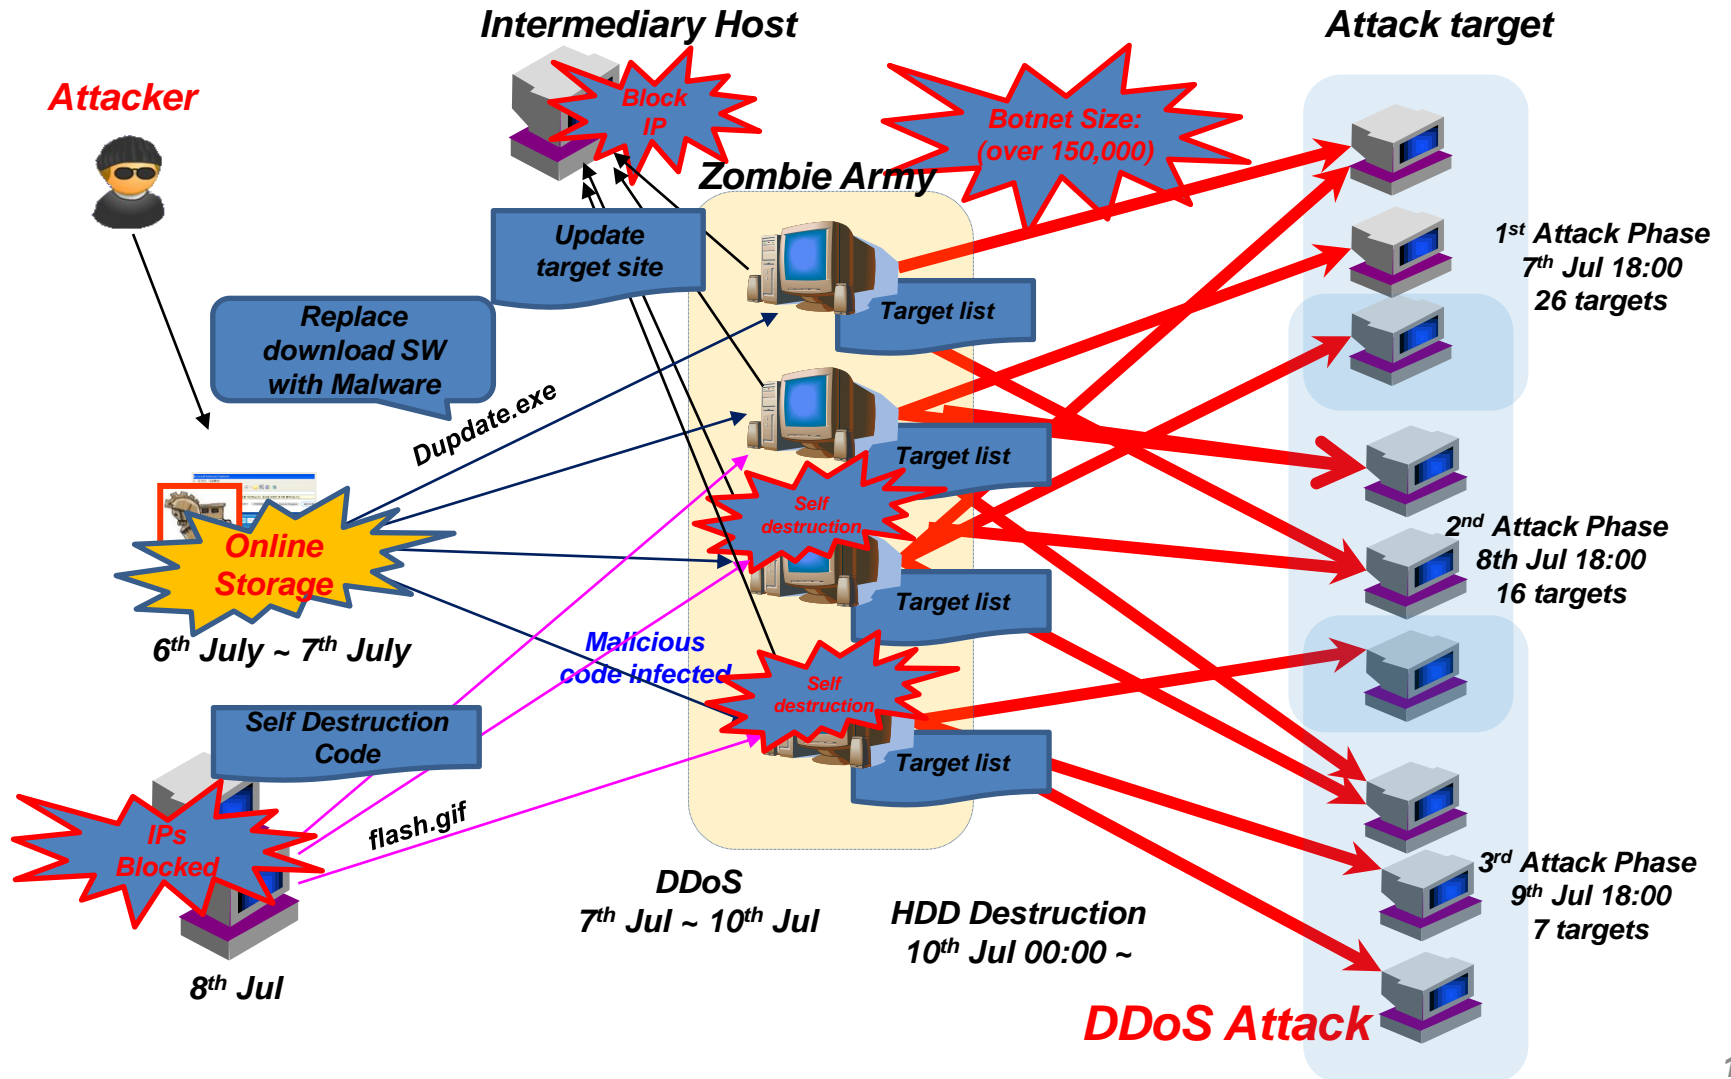 Intermediary Host
Attack target
Attacker
Block
IP
Botnet Size:
(over 150,000)
Zombie Army
Update
target site
1st Attack Phase
7th Jul 18:00
26 targets
Replace
download SW
with Malware
Target list
Dupdate.exe
Target list
Self
destruction
Online
Storage
2nd Attack Phase
8th Jul 18:00
16 targets
Target list
6th July ~ 7th July
Malicious
code infected
Self
destruction
Self Destruction
Code
Target list
flash.gif
IPs
Blocked
3rd Attack Phase
9th Jul 18:00
7 targets
DDoS
7th Jul ~ 10th Jul
HDD Destruction
10th Jul 00:00 ~
8th Jul
DDoS Attack